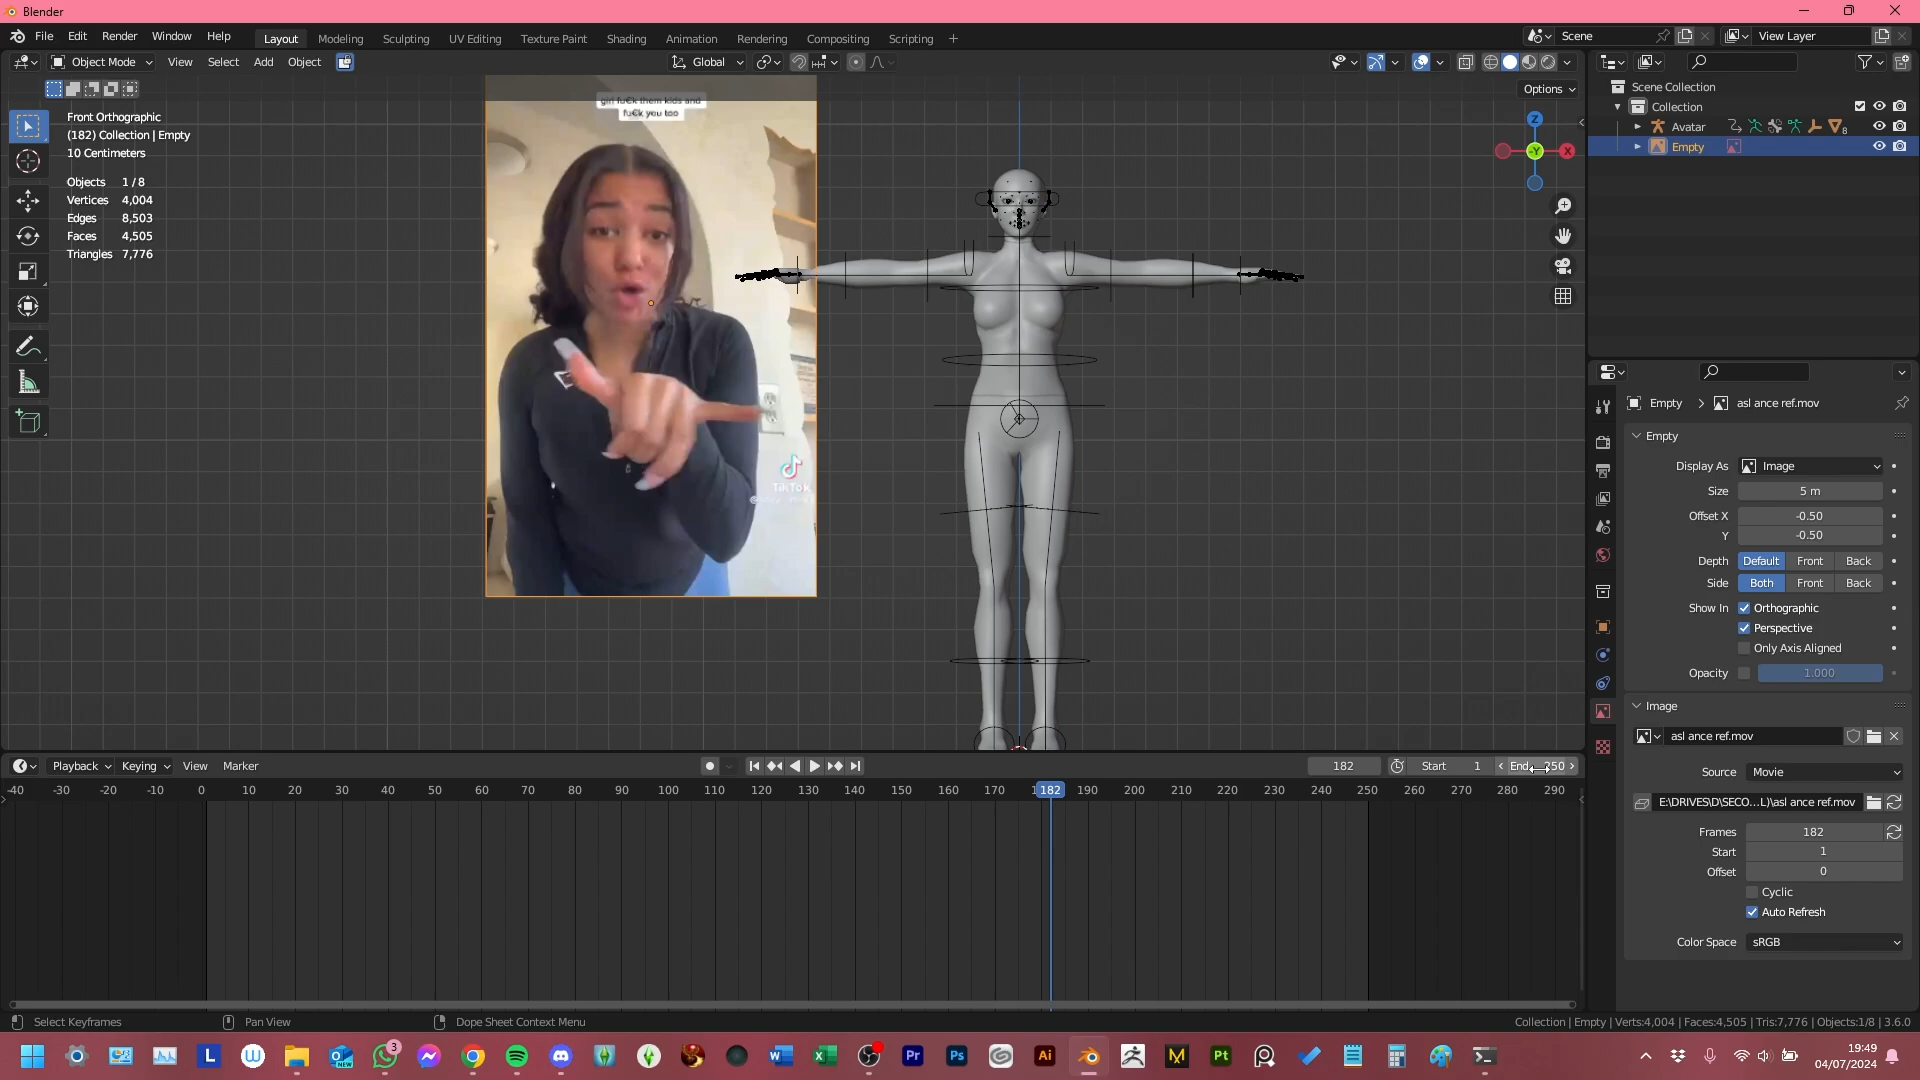 Blender
File Edit Render Window Help
Layout Modeling Sculpting UV Editing Texture Paint Shading Animation Rendering Compositing Scripting
Scene
View Layer
Object Mode View Select Add Object
Global
Options
Front Orthographic
(182) Collection | Empty
10 Centimeters
Objects 1 / 8
Vertices 4,004
Edges 8,503
Faces 4,505
Triangles 7,776
girl fu€k them kids and
fu€k you too
TikTok
Z
-Y
X
Scene Collection
Collection
Avatar
8
Empty
Empty > asl ance ref.mov
Empty
Display As Image
Size 5 m
Offset X -0.50
Y -0.50
Depth Default Front Back
Side Both Front Back
Show In Orthographic
Perspective
Only Axis Aligned
Opacity 1.000
Image
asl ance ref.mov
Source Movie
E:\DRIVES\D\SECO...L)\asl ance ref.mov
Frames 182
Start 1
Offset 0
Cyclic
Auto Refresh
Color Space sRGB
Playback Keying View Marker
182 Start 1 End 250
-40 -30 -20 -10 0 10 20 30 40 50 60 70 80 90 100 110 120 130 140 150 160 170 182 190 200 210 220 230 240 250 260 270 280 290
Select Keyframes Pan View Dope Sheet Context Menu
Collection | Empty | Verts:4,004 | Faces:4,505 | Tris:7,776 | Objects:1/8 | 3.6.0
3
19:49
04/07/2024